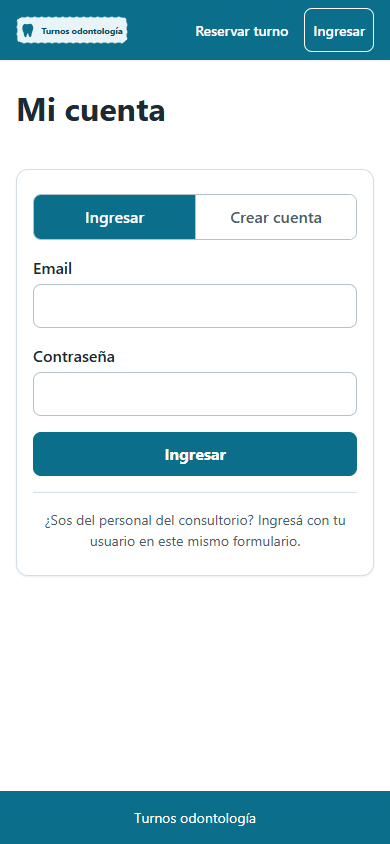 Turnos odontología
Reservar turno
Ingresar
Mi cuenta
Ingresar
Crear cuenta
Email
Contraseña
Ingresar
¿Sos del personal del consultorio? Ingresá con tu
usuario en este mismo formulario.
Turnos odontología